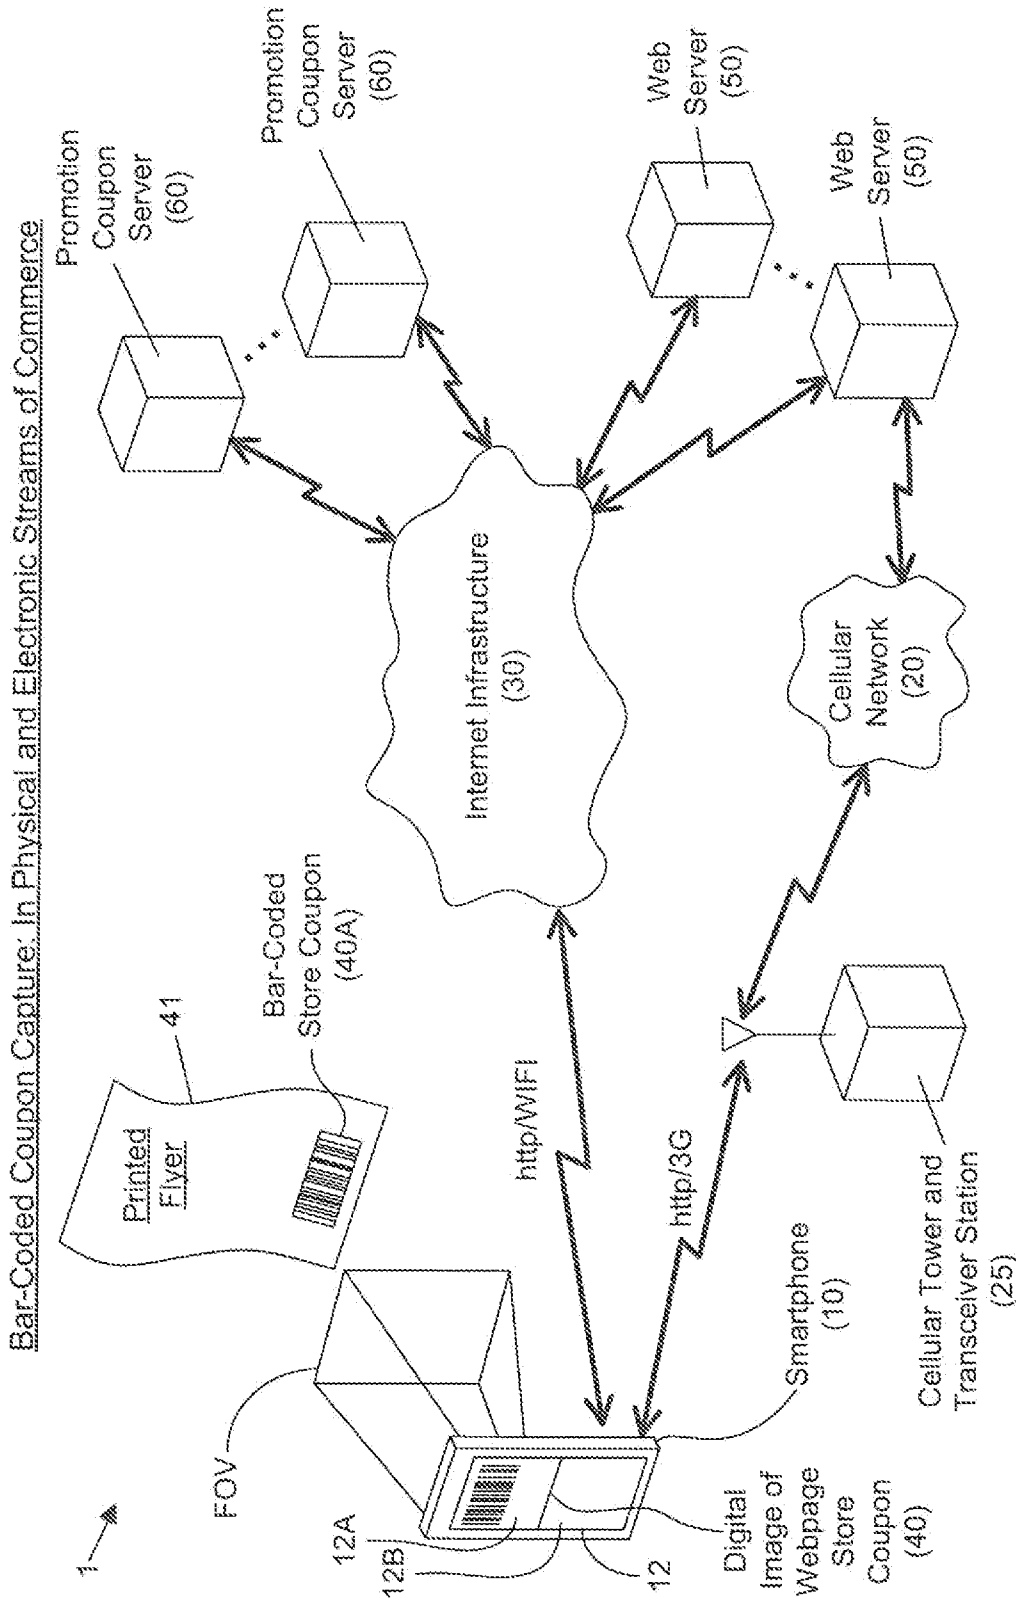 Bar-Coded Coupon Capture: In Physical and Electronic Streams of Commerce
1
FOV
Printed
Flyer
41
Bar-Coded
Store Coupon
(40A)
Promotion
Coupon
Server
(60)
Promotion
Coupon
Server
(60)
12A
12B
12
Digital
Image of
Webpage
Store
Coupon
(40)
Smartphone
(10)
http/WIFI
http/3G
Internet Infrastructure
(30)
Web
Server
(50)
Web
Server
(50)
Cellular
Network
(20)
Cellular Tower and
Transceiver Station
(25)